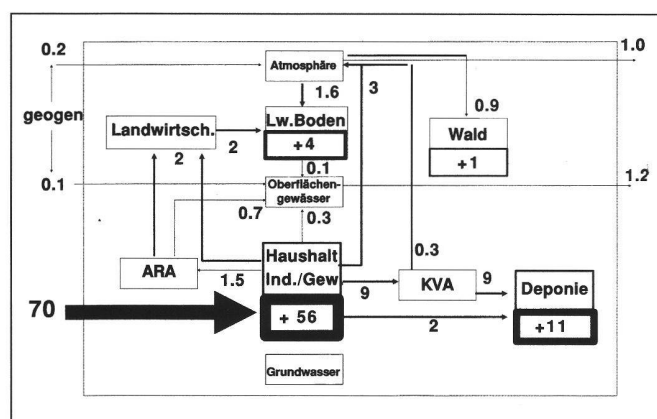 0.2
1.0
Atmosphäre
3
1.6
0.9
geogen
Landwirtsch.
Lw.Boden
Wald
2
2
+4
+1
0.1
0.1
Oberflächen-
gewässer
1.2
0.7
0.3
ARA
1.5
Haushalt
Ind./Gew
0.3
9
KVA
9
Deponie
70
+ 56
2
+11
Grundwasser